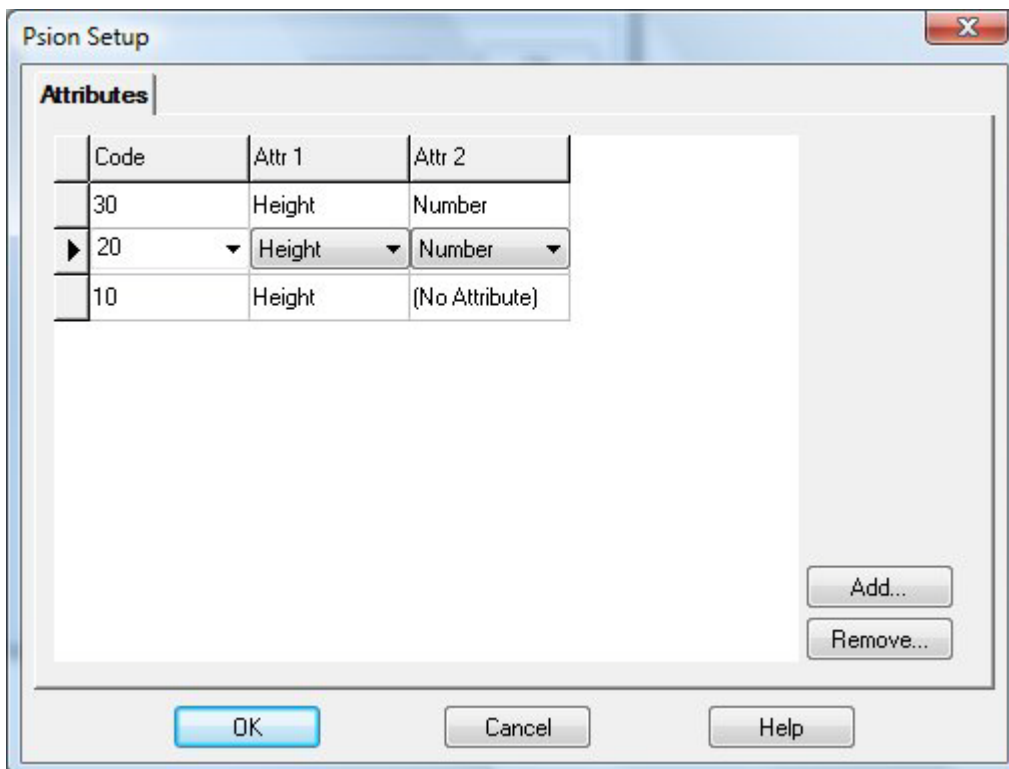 Psion Setup
Attributes
Code Attr 1 Attr 2
30 Height Number
20 Height Number
10 Height (No Attribute)
Add...
Remove...
OK Cancel Help